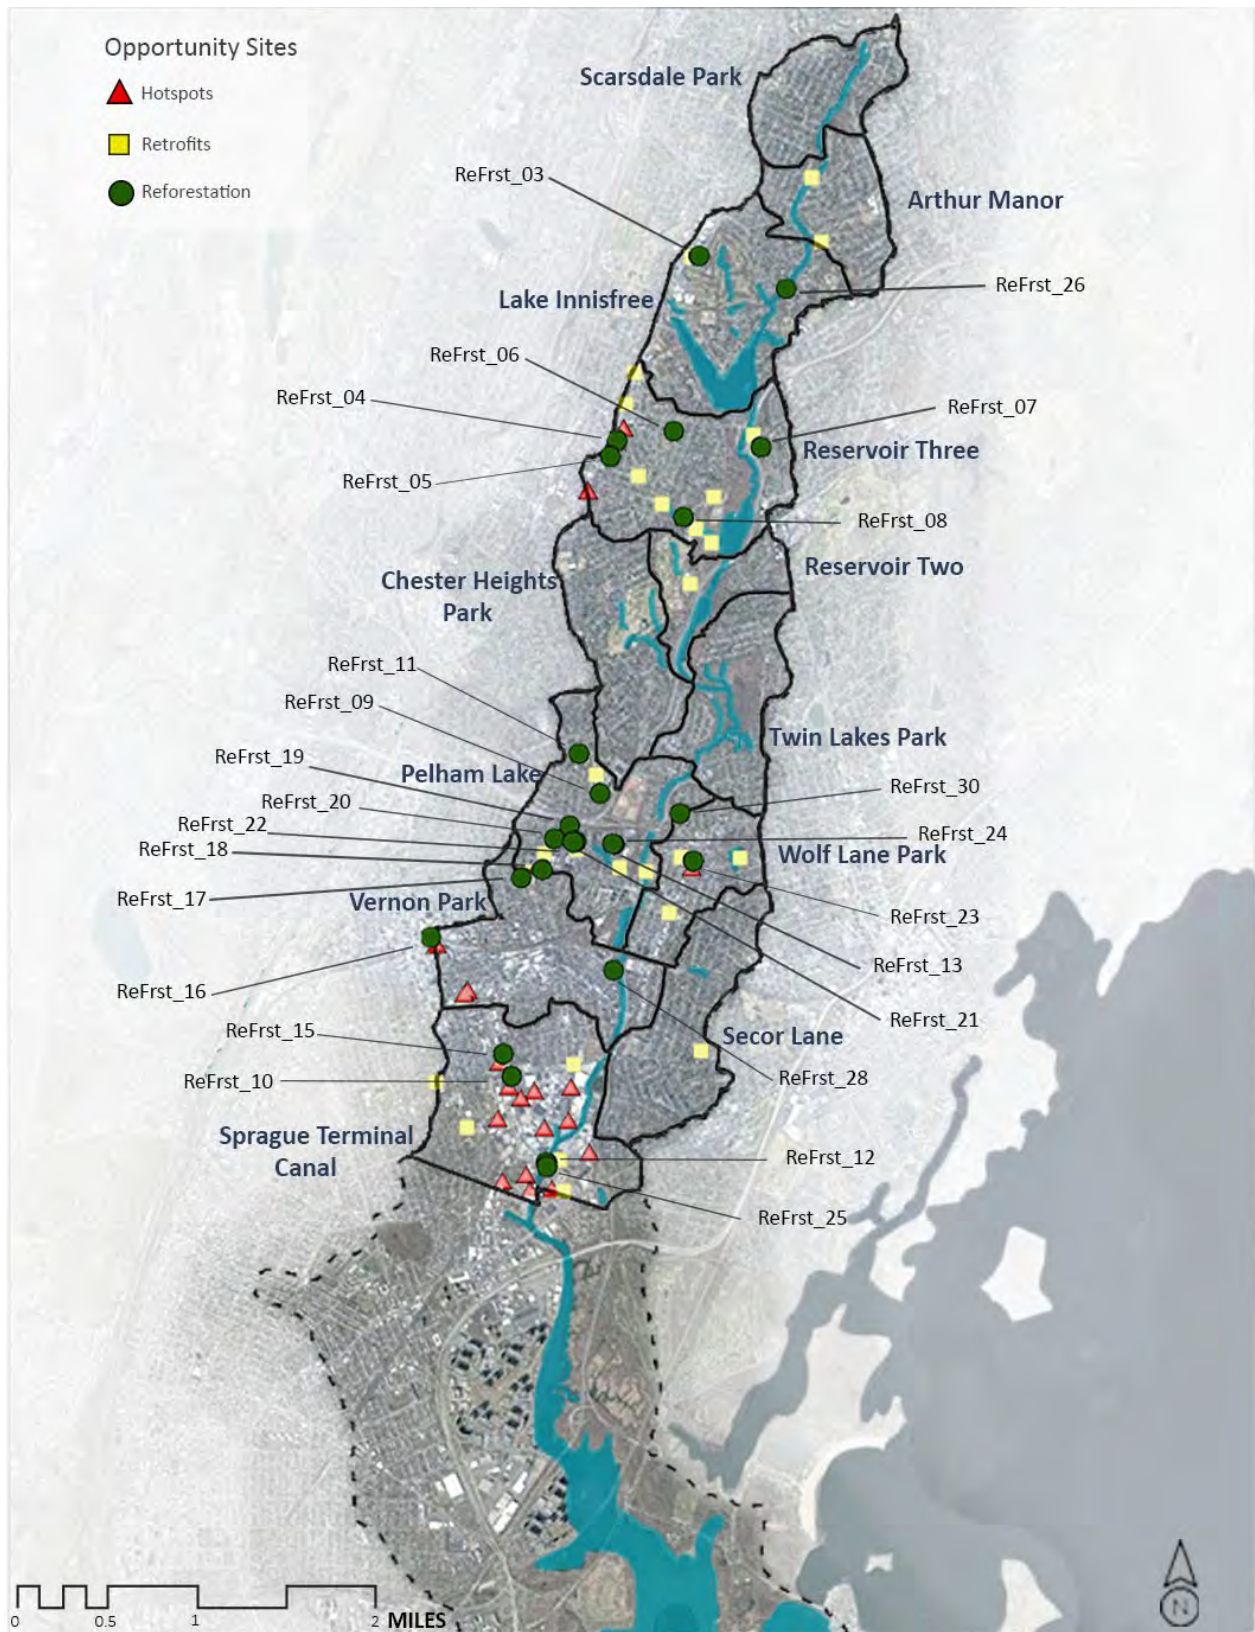 Opportunity Sites
Hotspots
Retrofits
Reforestation
Scarsdale Park
ReFrst_03
Arthur Manor
ReFrst_26
Lake Innisfree
ReFrst_06
ReFrst_04
ReFrst_07
Reservoir Three
ReFrst_05
ReFrst_08
Reservoir Two
Chester Heights
Park
ReFrst_11
ReFrst_09
Twin Lakes Park
ReFrst_19
Pelham Lake
ReFrst_30
ReFrst_20
ReFrst_22
ReFrst_24
ReFrst_18
Wolf Lane Park
ReFrst_17
Vernon Park
ReFrst_23
ReFrst_13
ReFrst_16
ReFrst_21
ReFrst_15
Secor Lane
ReFrst_10
ReFrst_28
Sprague Terminal
Canal
ReFrst_12
ReFrst_25
0 0.5 1 2 MILES
N